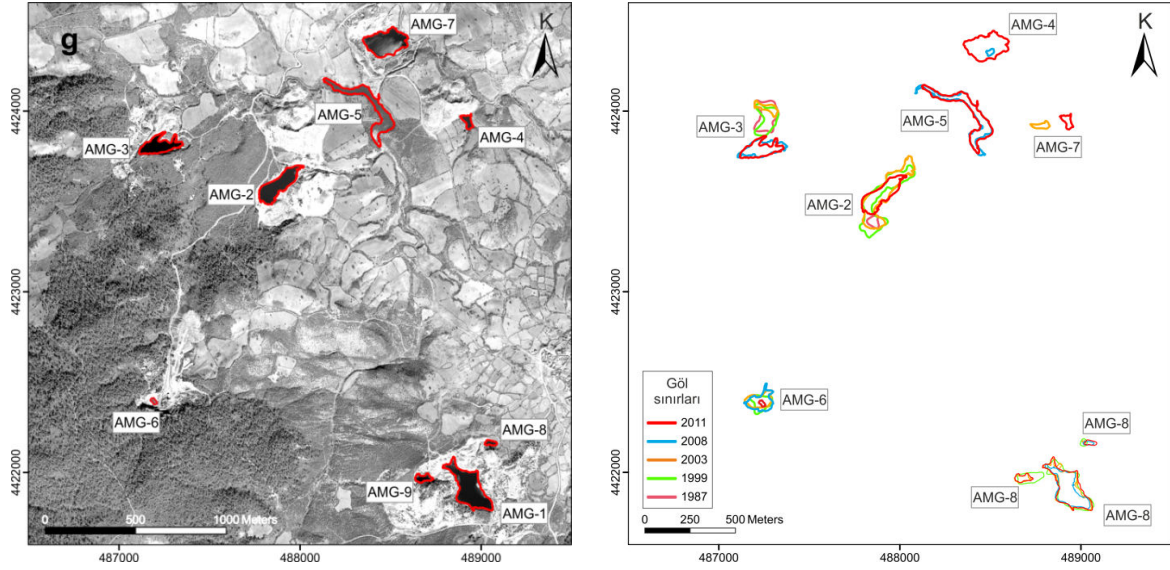 g
K
AMG-7
AMG-5
AMG-4
AMG-3
AMG-2
AMG-6
AMG-8
AMG-9
AMG-1
0 500 1000 Meters
4424000
4423000
4422000
487000 488000 489000
K
AMG-4
AMG-3
AMG-5
AMG-7
AMG-2
AMG-6
AMG-8
AMG-8
AMG-8
Göl
sınırları
2011
2008
2003
1999
1987
0 250 500 Meters
4424000
4423000
4422000
487000 488000 489000